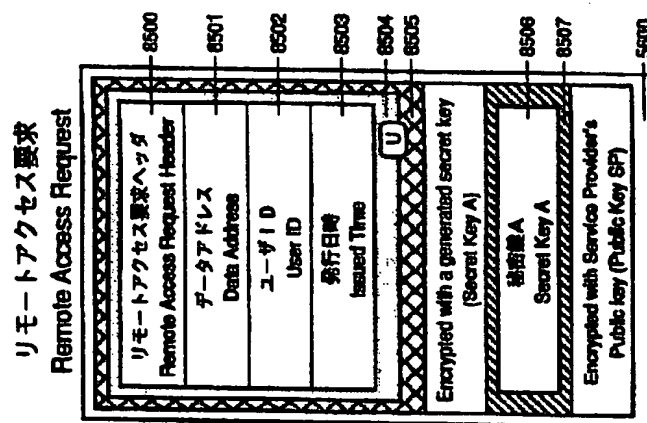 リモートアクセス要求
Remote Access Request
リモートアクセス要求ヘッダ
Remote Access Request Header
8500
データアドレス
Data Address
8501
ユーザID
User ID
8502
発行日時
Issued Time
8503
U
8504
8505
Encrypted with a generated secret key
(Secret Key A)
秘密鍵A
Secret Key A
8506
8507
Encrypted with Service Provider's
Public key (Public Key SP)